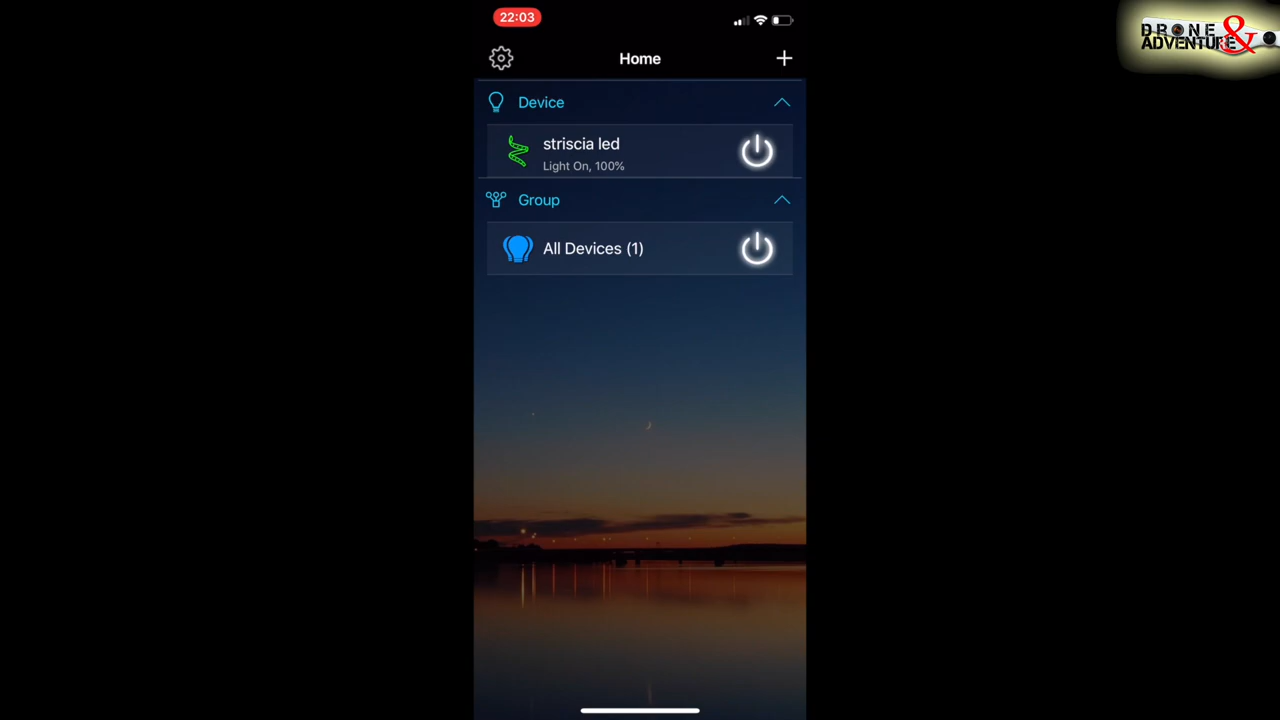 22:03
DRONE &
ADVENTURE
Home
Device
striscia led
Light On, 100%
Group
All Devices (1)